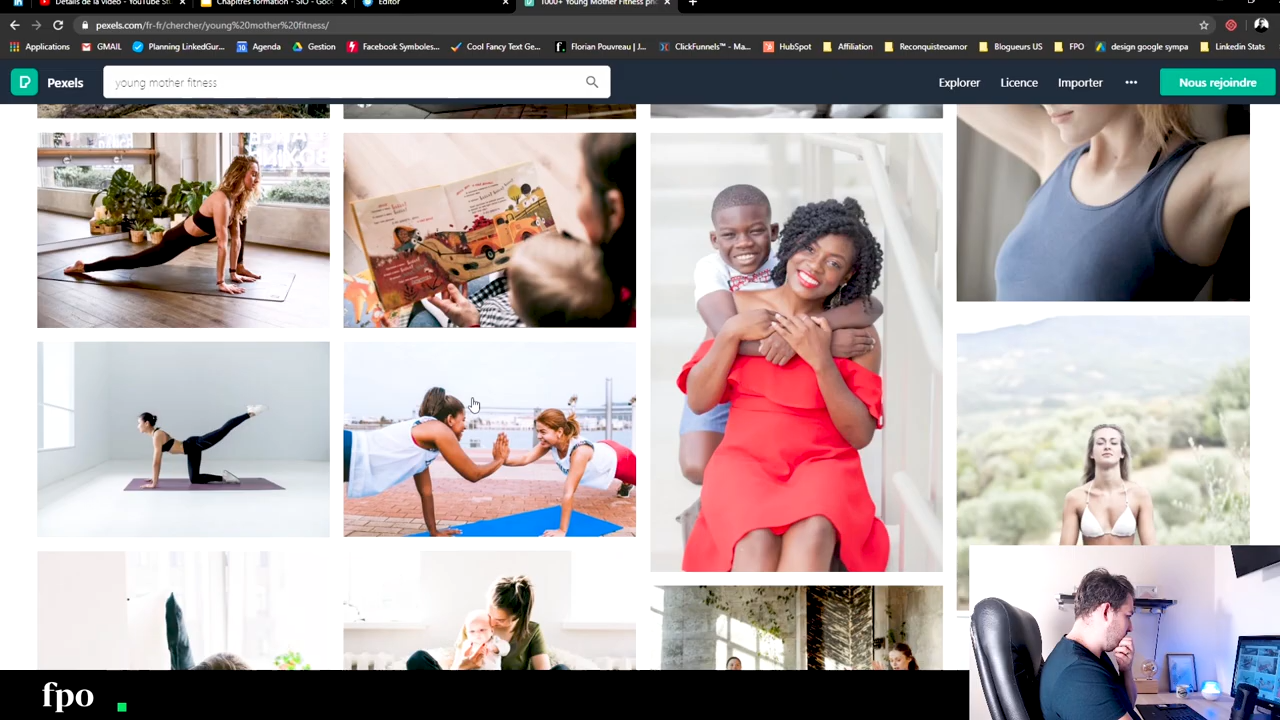 Détails de la vidéo - YouTube St
Chapitres formation - SIO - Goo
Editor
1000+ Young Mother Fitness pho
pexels.com/fr-fr/chercher/young%20mother%20fitness/
Applications GMAIL Planning LinkedGur... Agenda Gestion Facebook Symboles... Cool Fancy Text Ge... Florian Pouvreau | J... ClickFunnels™ - Ma... HubSpot Affiliation Reconquisteamor Blogueurs US FPO design google sympa Linkedin Stats
Pexels young mother fitness Explorer Licence Importer ••• Nous rejoindre
fpo